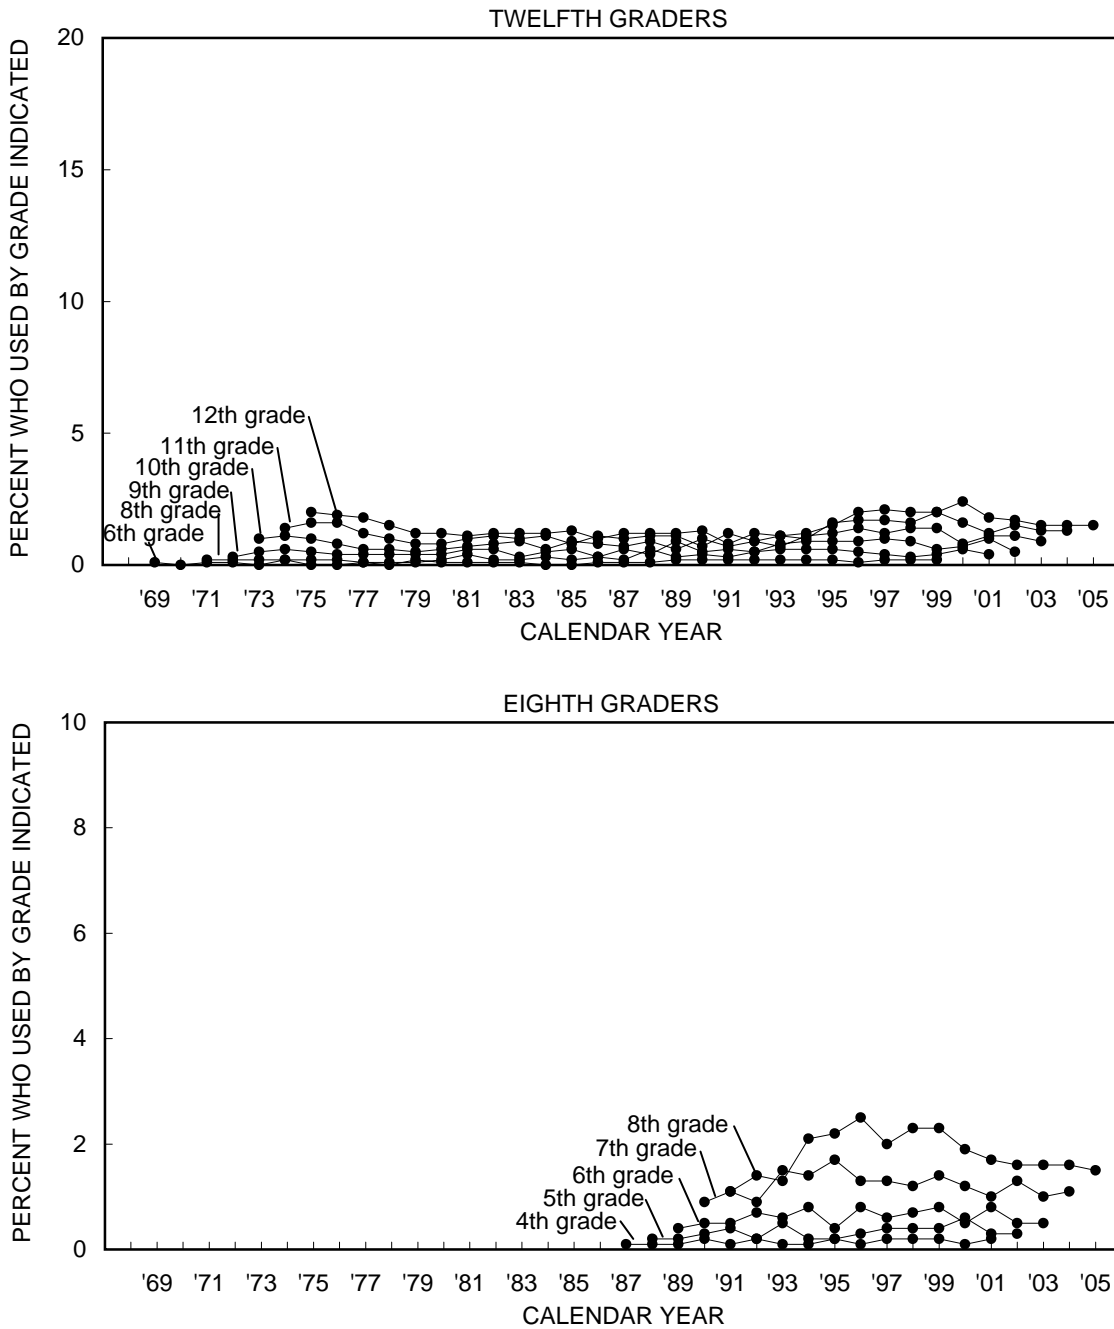 TWELFTH GRADERS
PERCENT WHO USED BY GRADE INDICATED
20
15
10
5
0
12th grade
11th grade
10th grade
9th grade
8th grade
6th grade
'69 '71 '73 '75 '77 '79 '81 '83 '85 '87 '89 '91 '93 '95 '97 '99 '01 '03 '05
CALENDAR YEAR
EIGHTH GRADERS
PERCENT WHO USED BY GRADE INDICATED
10
8
6
4
2
0
8th grade
7th grade
6th grade
5th grade
4th grade
'69 '71 '73 '75 '77 '79 '81 '83 '85 '87 '89 '91 '93 '95 '97 '99 '01 '03 '05
CALENDAR YEAR